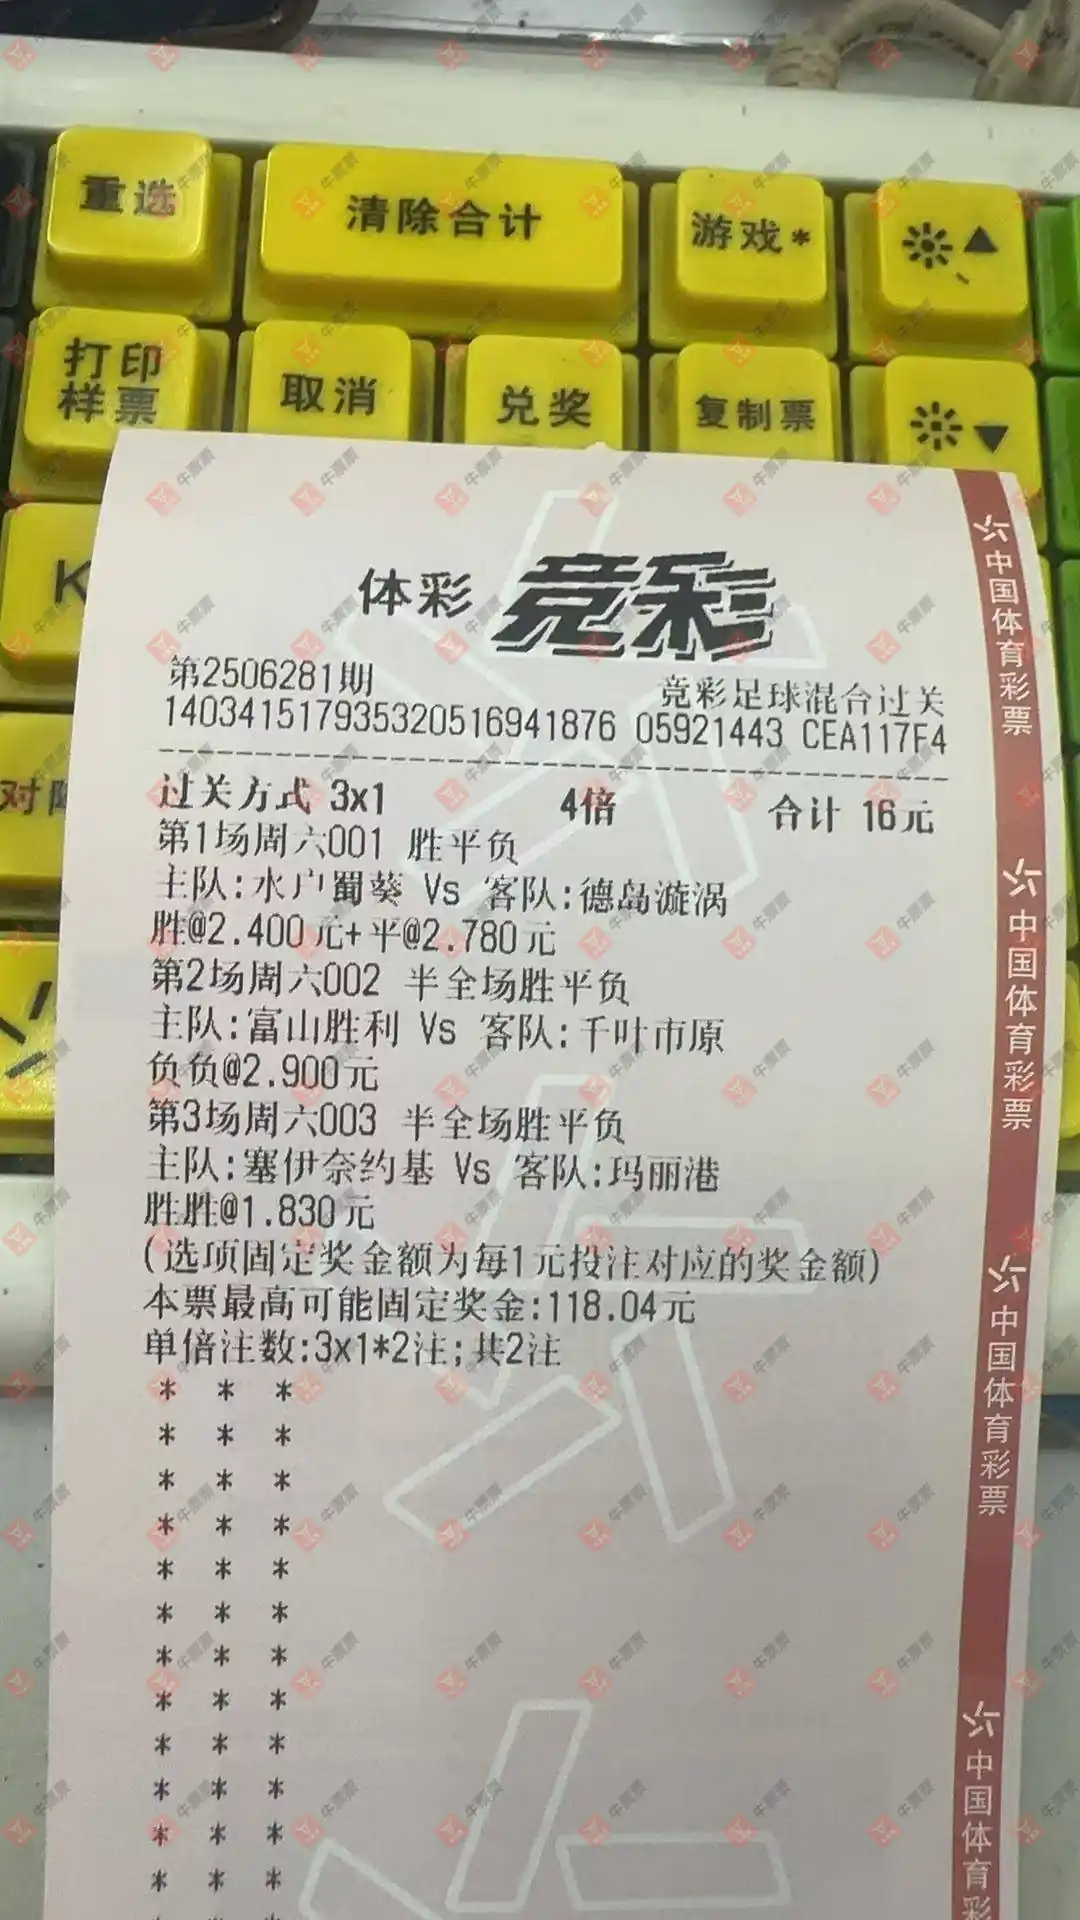 重选
清除合计
游戏*
打印
样票
取消
兑奖
复制票
K
体彩 竞彩
第2506281期
竞彩足球混合过关
140341517935320516941876 05921443 CEA117F4
过关方式 3x1 4倍 合计 16元
第1场周六001 胜平负
主队:水户蜀葵 Vs 客队:德岛漩涡
胜@2.400元+平@2.780元
第2场周六002 半全场胜平负
主队:富山胜利 Vs 客队:千叶市原
负负@2.900元
第3场周六003 半全场胜平负
主队:塞伊奈约基 Vs 客队:玛丽港
胜胜@1.830元
(选项固定奖金额为每1元投注对应的奖金额)
本票最高可能固定奖金:118.04元
单倍注数:3x1*2注;共2注
* * *
* * *
* * *
* * *
* * *
* * *
* * *
* * *
* * *
* * *
* * *
* * *
中国体育彩票
中国体育彩票
中国体育彩票
中国体育彩
牛票票